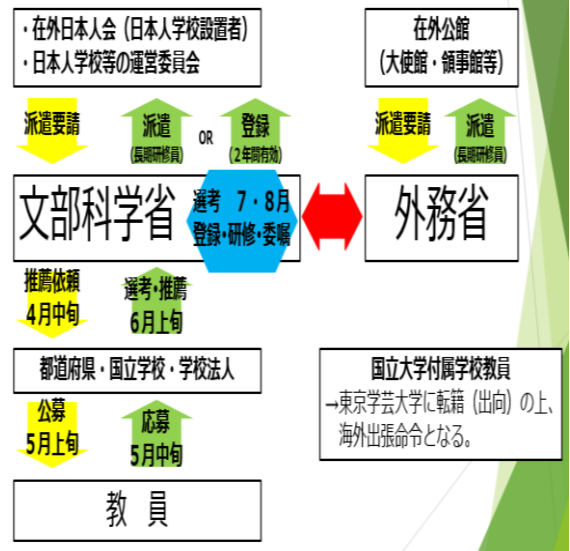 ・在外日本人会（日本人学校設置者）
・日本人学校等の運営委員会
在外公館
（大使館・領事館等）
派遣要請
派遣
(長期研修員)
OR
登録
(２年間有効)
派遣要請
派遣
(長期研修員)
文部科学省
選考　7・8月
登録・研修・委嘱
外務省
推薦依頼
4月中旬
選考・推薦
6月上旬
都道府県・国立学校・学校法人
国立大学付属学校教員
→東京学芸大学に転籍（出向）の上、
海外出張命令となる。
公募
5月上旬
応募
5月中旬
教　員